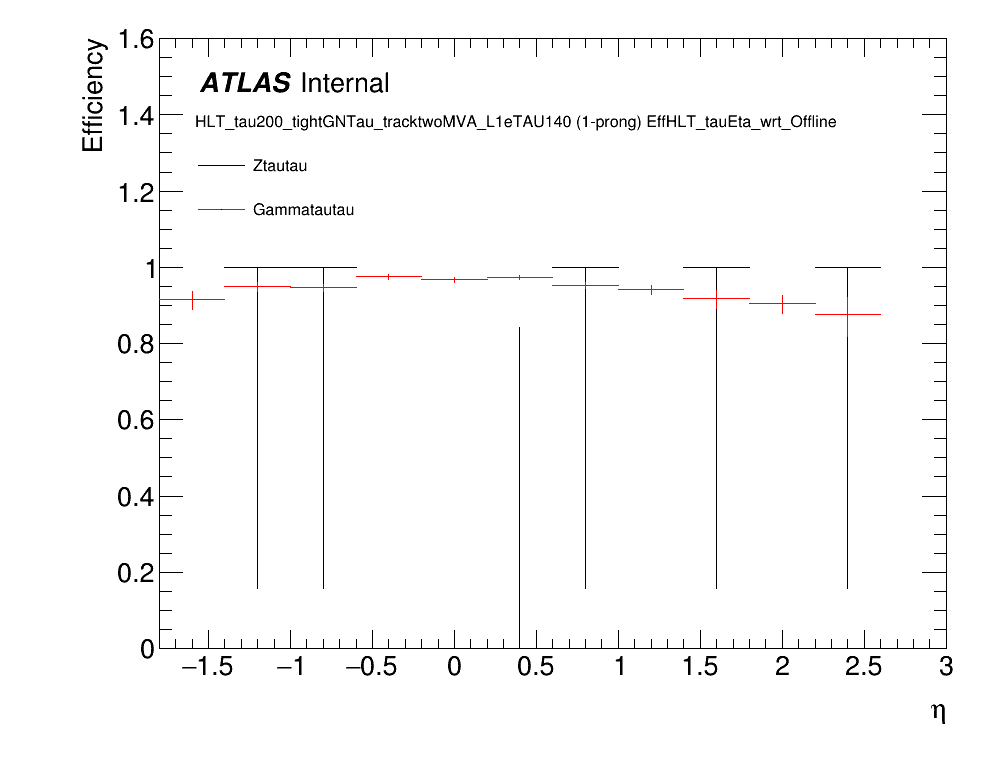 Efficiency
1.6
1.4
1.2
1
0.8
0.6
0.4
0.2
0
ATLAS Internal
HLT_tau200_tightGNTau_tracktwoMVA_L1eTAU140 (1-prong) EffHLT_tauEta_wrt_Offline
Ztautau
Gammatautau
−1.5 −1 −0.5 0 0.5 1 1.5 2 2.5 3
η